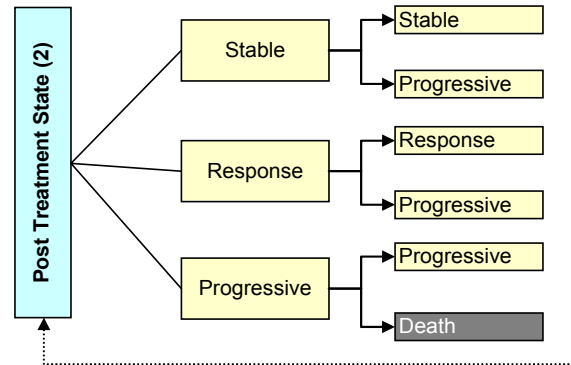 Post Treatment State (2)
Stable
Stable
Progressive
Response
Response
Progressive
Progressive
Progressive
Death